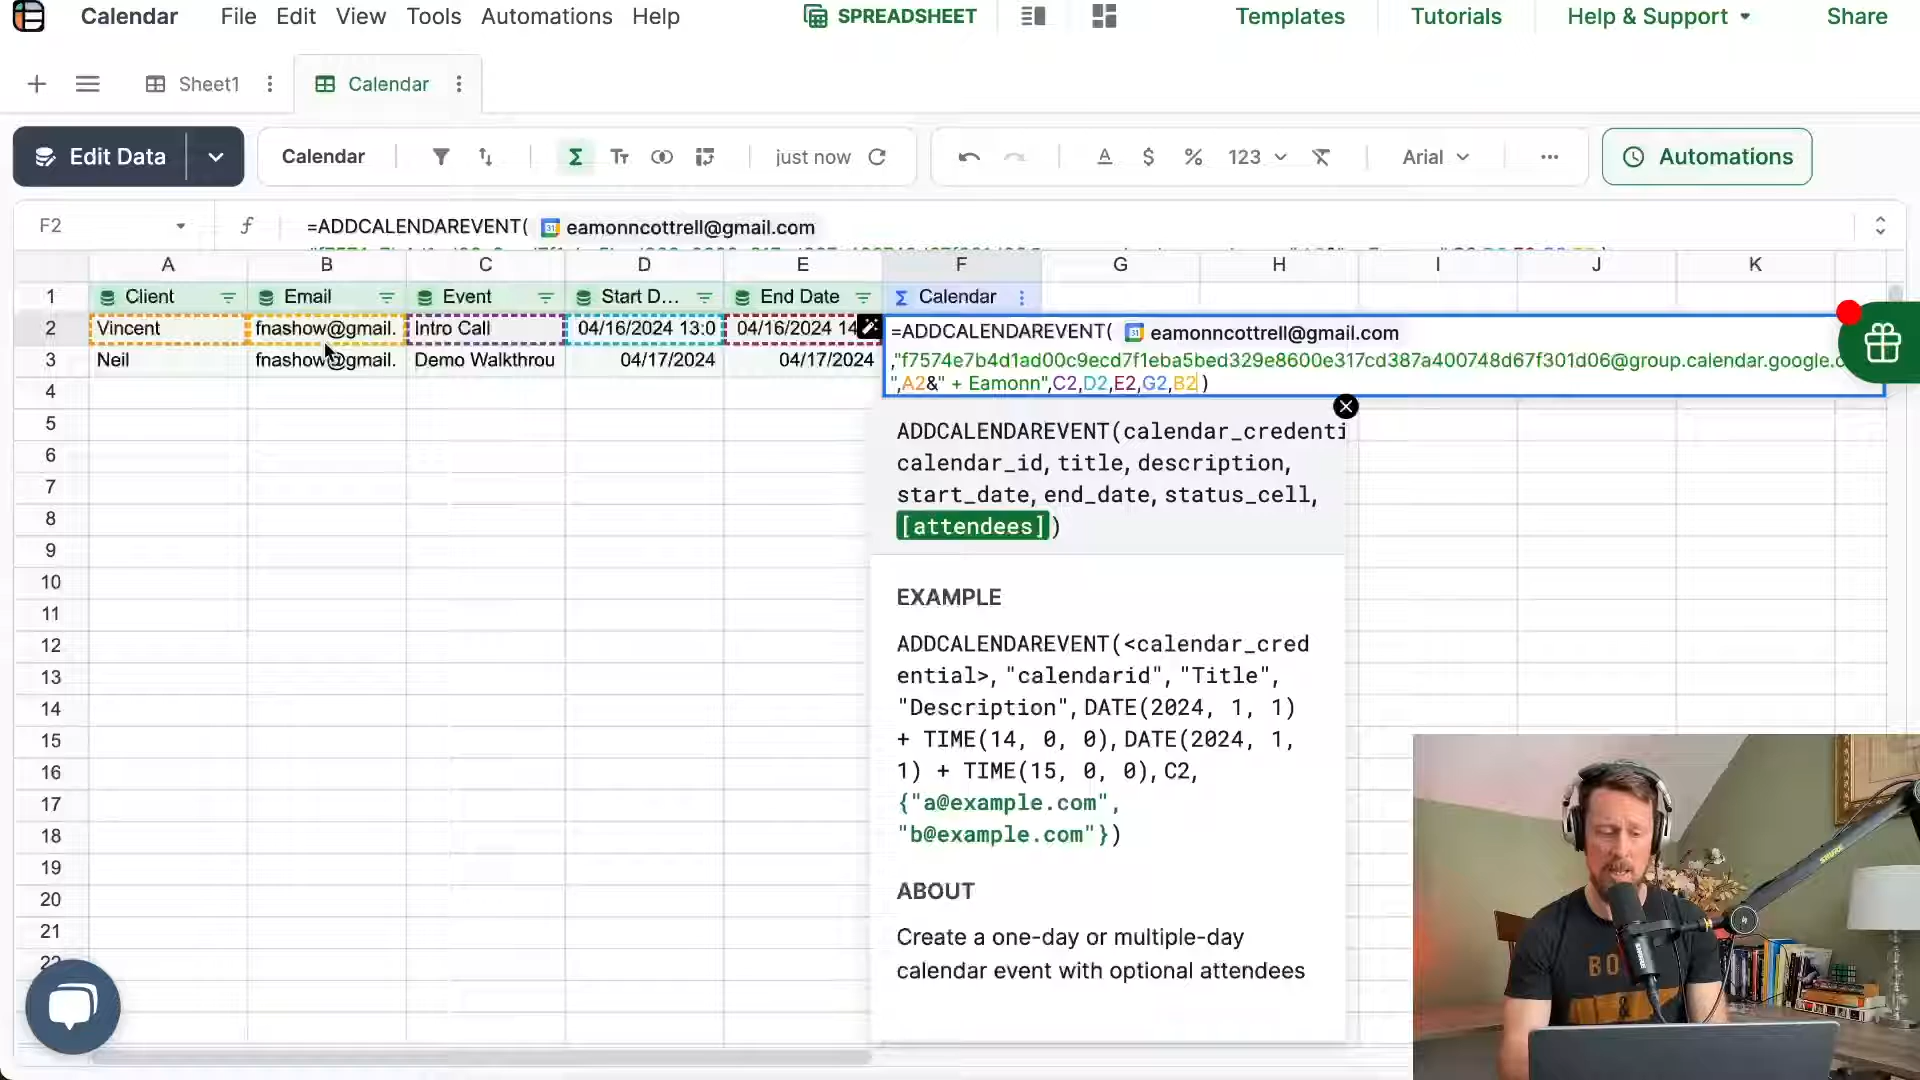 Calendar File Edit View Tools Automations Help SPREADSHEET Templates Tutorials Help & Support Share
Sheet1 Calendar
Edit Data Calendar just now 123 Arial Automations
F2 =ADDCALENDAREVENT( 31 eamonncottrell@gmail.com
A B C D E F G H I J K
1 Client Email Event Start D... End Date Calendar
2 Vincent fnashow@gmail. Intro Call 04/16/2024 13:0 04/16/2024 14 =ADDCALENDAREVENT( 31 eamonncottrell@gmail.com
3 Neil fnashow@gmail. Demo Walkthrou 04/17/2024 04/17/2024 ,"f7574e7b4d1ad00c9ecd7f1eba5bed329e8600e317cd387a400748d67f301d06@group.calendar.google.c
",A2&" + Eamonn",C2,D2,E2,G2,B2)
4
5
6
7
8
9
10
11
12
13
14
15
16
17
18
19
20
21
22
ADDCALENDAREVENT(calendar_credenti
calendar_id, title, description,
start_date, end_date, status_cell,
[attendees])
EXAMPLE
ADDCALENDAREVENT(<calendar_cred
ential>, "calendarid", "Title",
"Description", DATE(2024, 1, 1)
+ TIME(14, 0, 0), DATE(2024, 1,
1) + TIME(15, 0, 0), C2,
{"a@example.com",
"b@example.com"})
ABOUT
Create a one-day or multiple-day
calendar event with optional attendees
SHURE
BO
&